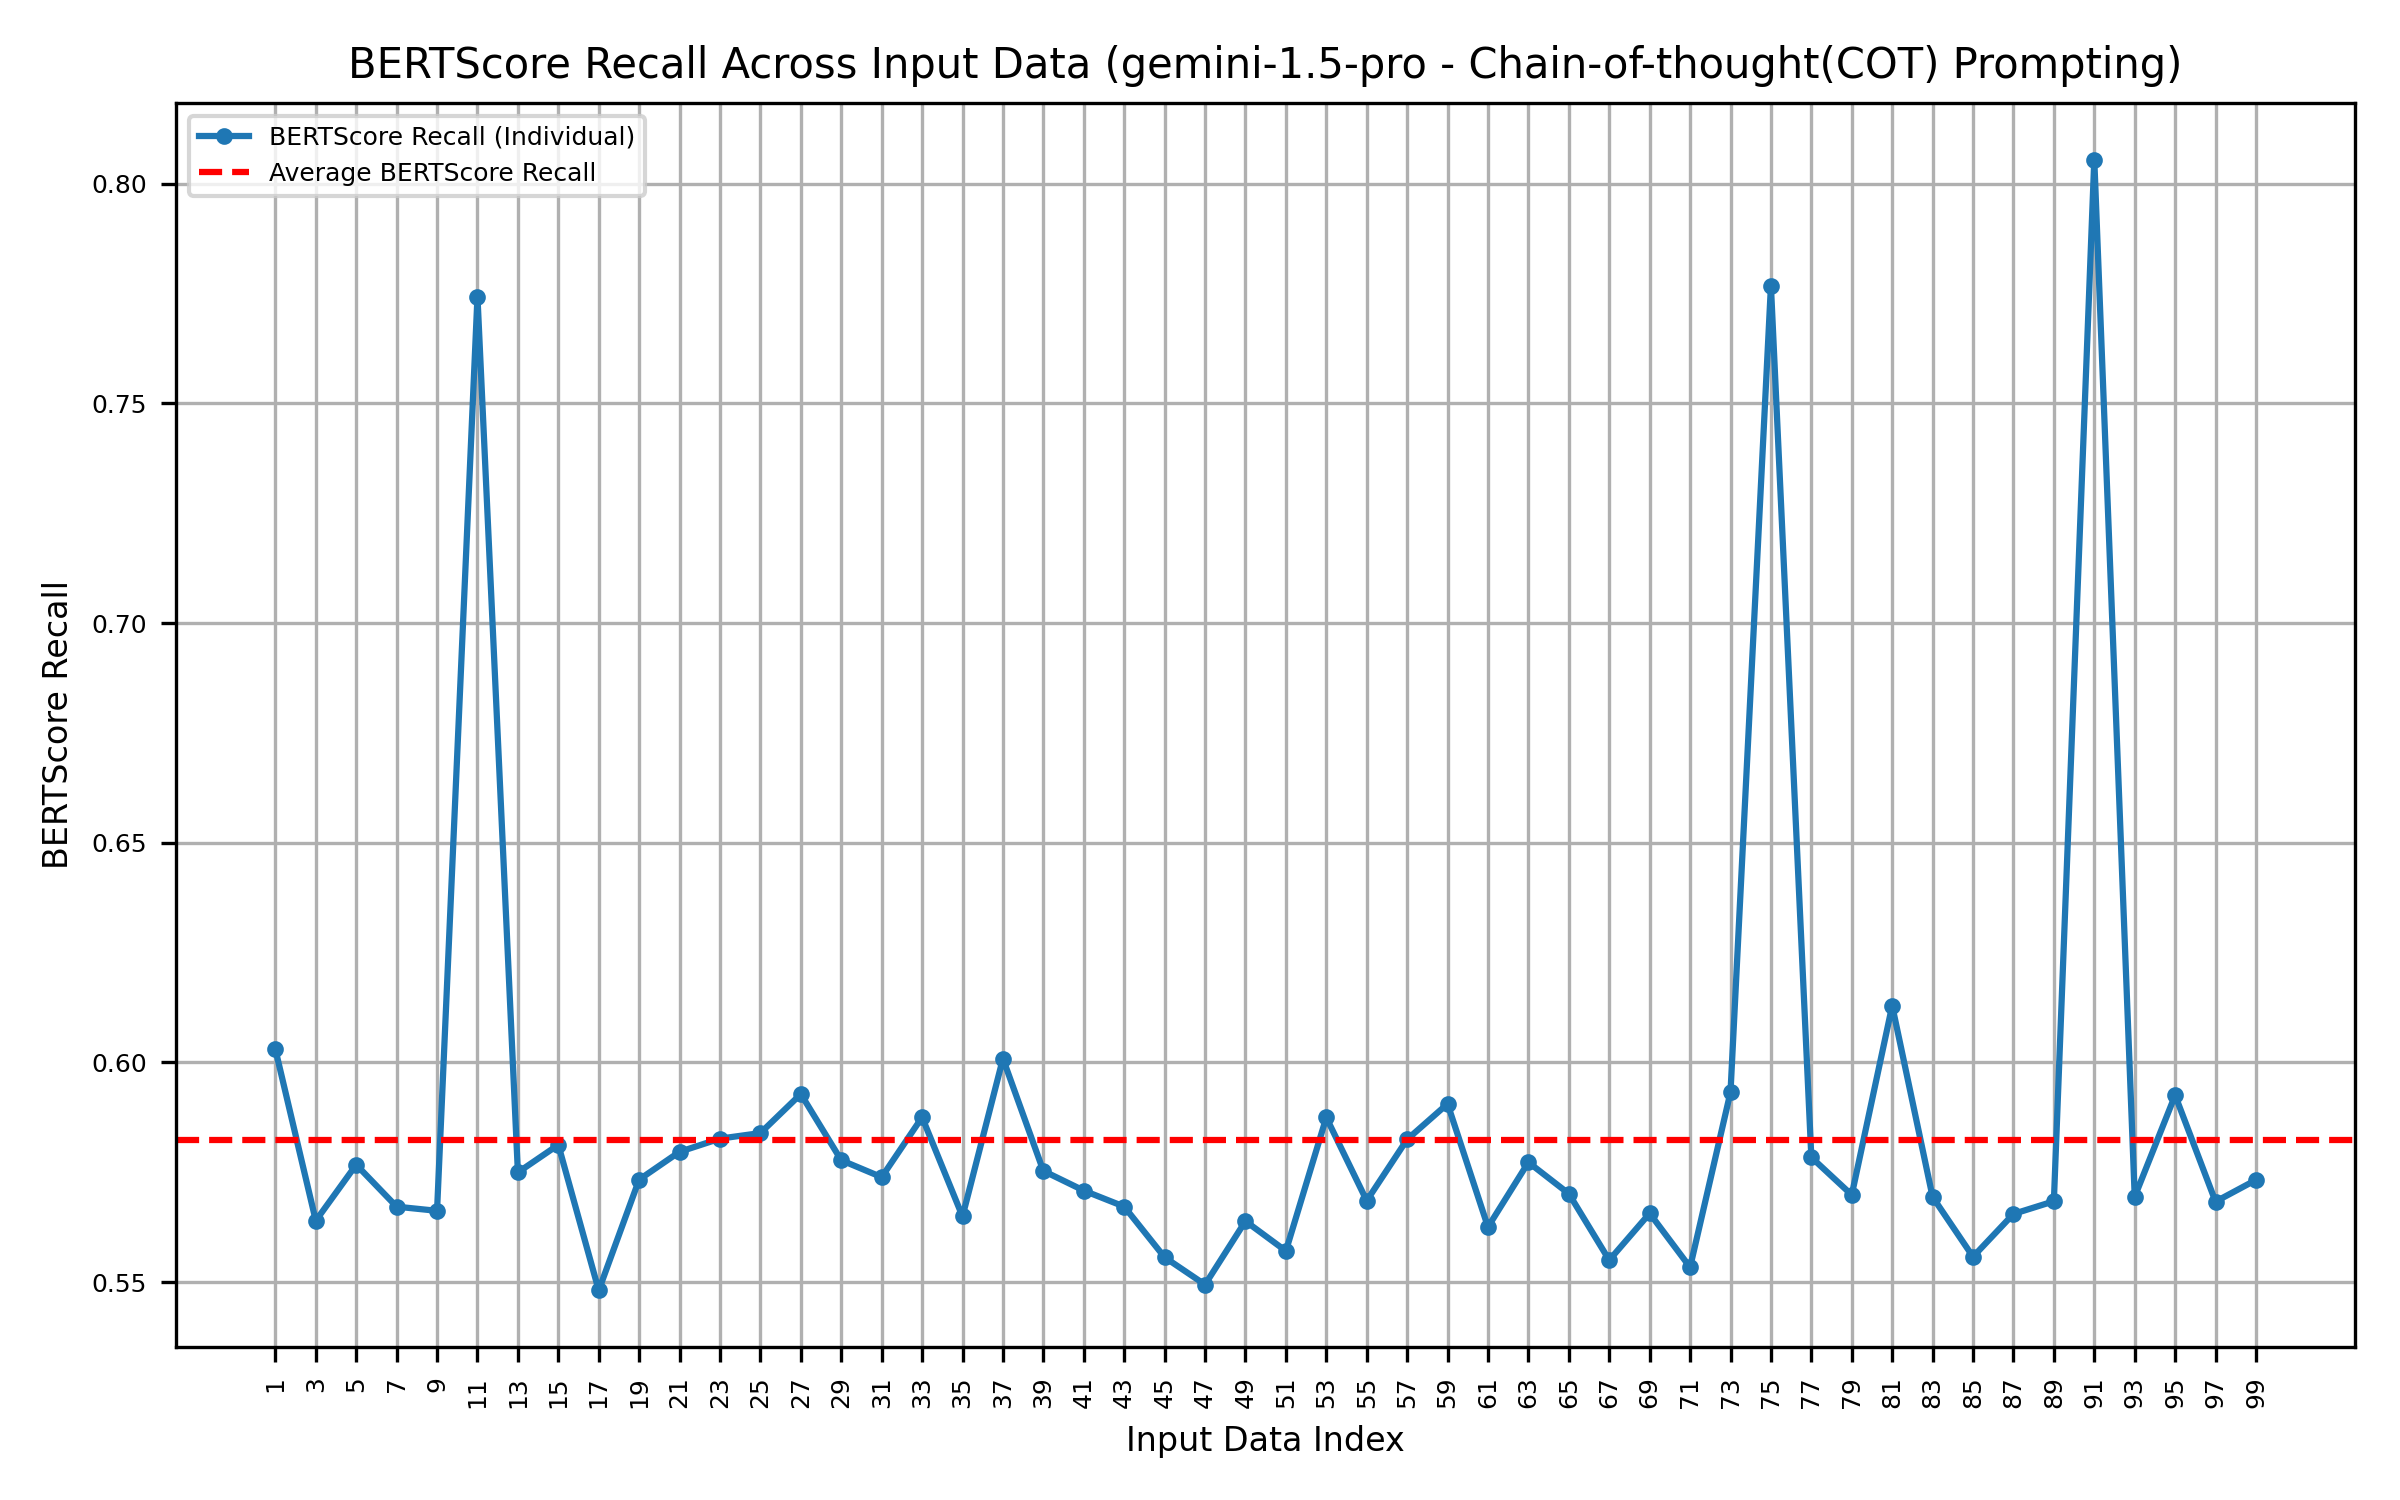 BERTScore Recall Across Input Data (gemini-1.5-pro - Chain-of-thought(COT) Prompting)
BERTScore Recall (Individual)
Average BERTScore Recall
BERTScore Recall
0.80
0.75
0.70
0.65
0.60
0.55
1 3 5 7 9 11 13 15 17 19 21 23 25 27 29 31 33 35 37 39 41 43 45 47 49 51 53 55 57 59 61 63 65 67 69 71 73 75 77 79 81 83 85 87 89 91 93 95 97 99
Input Data Index